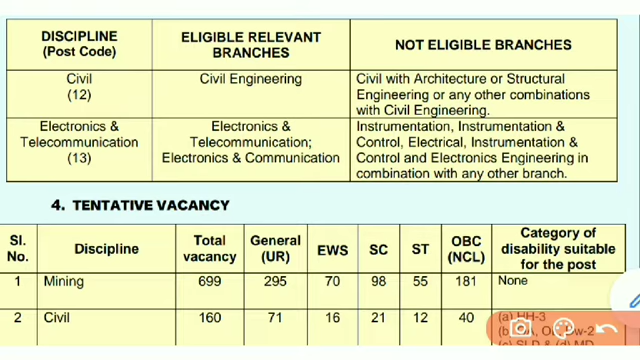 DISCIPLINE
(Post Code)
ELIGIBLE RELEVANT
BRANCHES
NOT ELIGIBLE BRANCHES
Civil
(12)
Civil Engineering
Civil with Architecture or Structural
Engineering or any other combinations
with Civil Engineering.
Electronics &
Telecommunication
(13)
Electronics &
Telecommunication;
Electronics & Communication
Instrumentation, Instrumentation &
Control, Electrical, Instrumentation &
Control and Electronics Engineering in
combination with any other branch.
4. TENTATIVE VACANCY
Sl.
No.
Discipline
Total
vacancy
General
(UR)
EWS
SC
ST
OBC
(NCL)
Category of
disability suitable
for the post
1 Mining 699 295 70 98 55 181 None
2 Civil 160 71 16 21 12 40 (a) HH-3
(b)
(c) SLD & (d) MD